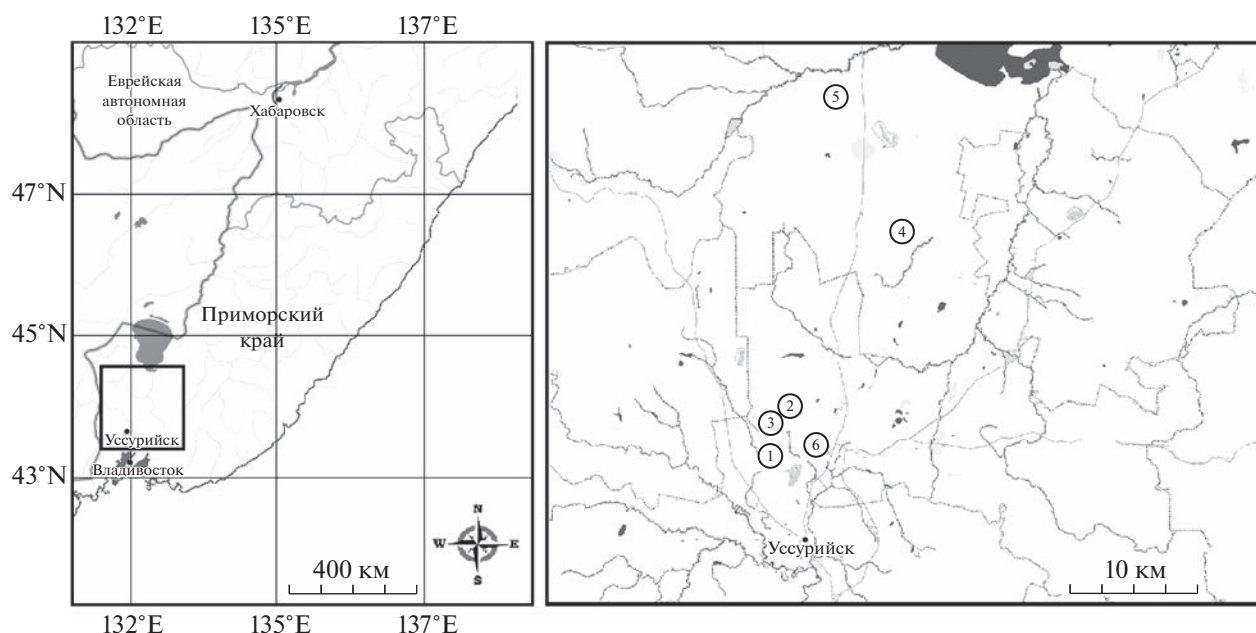 132°E 135°E 137°E
Еврейская
автономная
область
Хабаровск
47°N
Приморский
край
45°N
Уссурийск
Владивосток
43°N
N
W E
S
400 км
132°E 135°E 137°E
5
4
2
3
6
1
Уссурийск
10 км